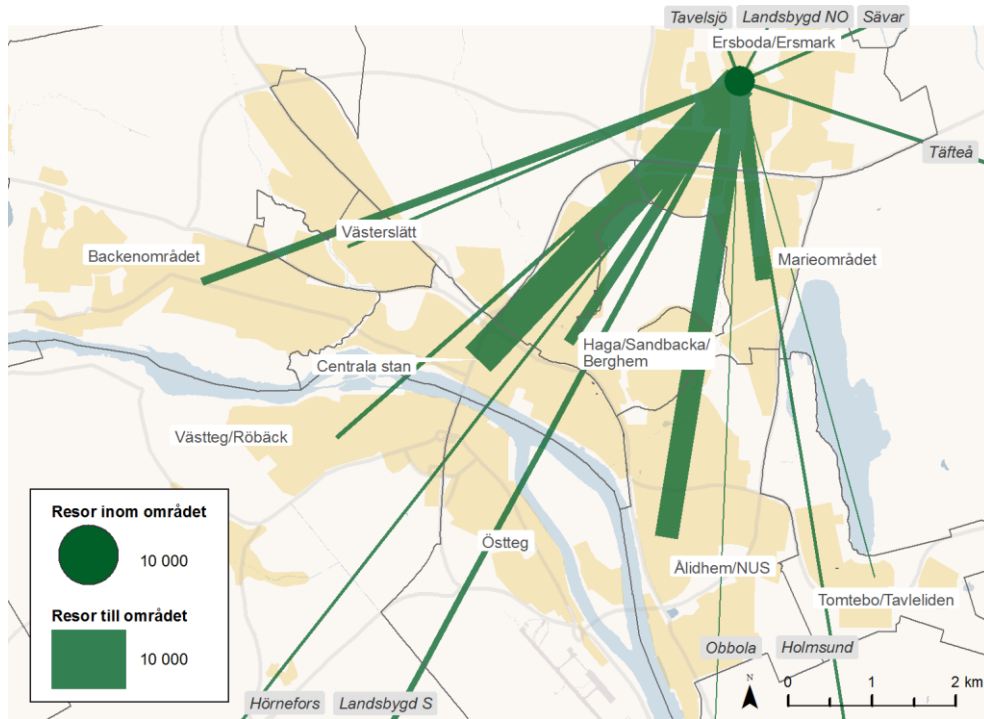 Tavelsjö
Landsbygd NO
Sävar
Ersboda/Ersmark
Täfteå
Västerslätt
Backenområdet
Marieområdet
Haga/Sandbacka/
Berghem
Centrala stan
Västteg/Röbäck
Östteg
Ålidhem/NUS
Tomtebo/Tavleliden
Obbola
Holmsund
Hörnefors
Landsbygd S
Resor inom området
10 000
Resor till området
10 000
N
0 1 2 km